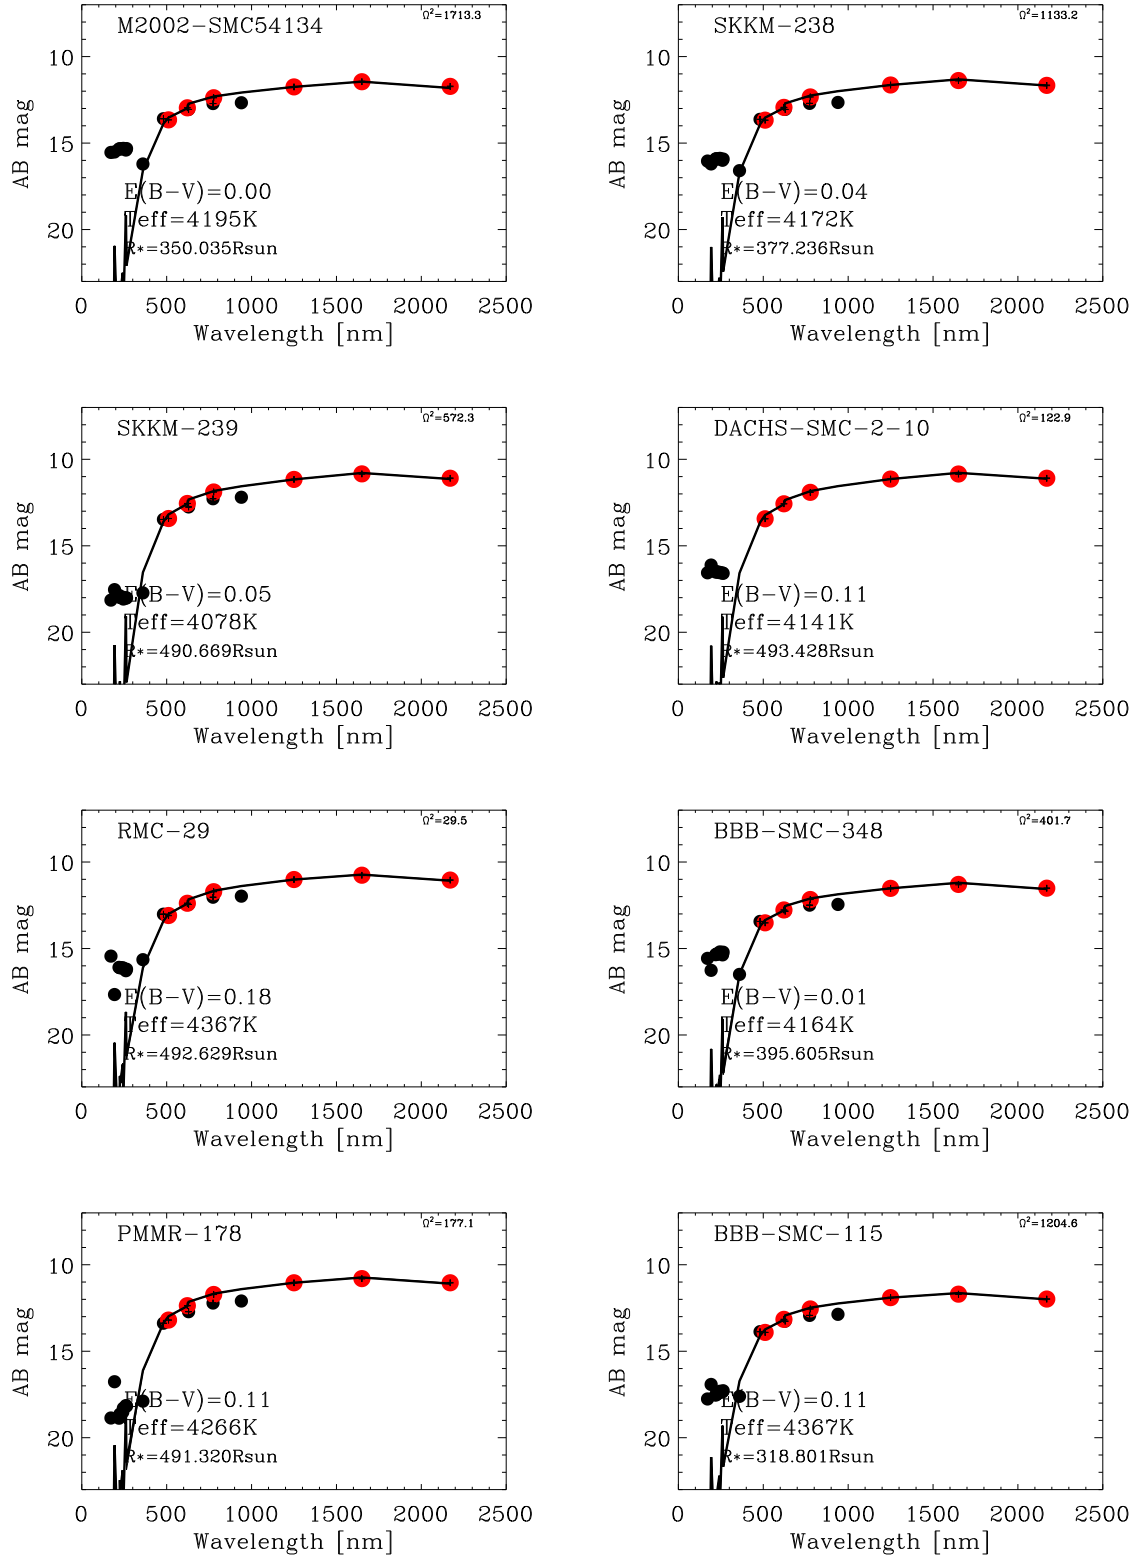 M2002-SMC54134
Ω²=1713.3
10
15
20
AB mag
E(B-V)=0.00
Teff=4195K
R*=350.035Rsun
0 500 1000 1500 2000 2500
Wavelength [nm]
SKKM-238
Ω²=1133.2
10
15
20
AB mag
E(B-V)=0.04
Teff=4172K
R*=377.236Rsun
0 500 1000 1500 2000 2500
Wavelength [nm]
SKKM-239
Ω²=572.3
10
15
20
AB mag
E(B-V)=0.05
Teff=4078K
R*=490.669Rsun
0 500 1000 1500 2000 2500
Wavelength [nm]
DACHS-SMC-2-10
Ω²=122.9
10
15
20
AB mag
E(B-V)=0.11
Teff=4141K
R*=493.428Rsun
0 500 1000 1500 2000 2500
Wavelength [nm]
RMC-29
Ω²=29.5
10
15
20
AB mag
E(B-V)=0.18
Teff=4367K
R*=492.629Rsun
0 500 1000 1500 2000 2500
Wavelength [nm]
BBB-SMC-348
Ω²=401.7
10
15
20
AB mag
E(B-V)=0.01
Teff=4164K
R*=395.605Rsun
0 500 1000 1500 2000 2500
Wavelength [nm]
PMMR-178
Ω²=177.1
10
15
20
AB mag
E(B-V)=0.11
Teff=4266K
R*=491.320Rsun
0 500 1000 1500 2000 2500
Wavelength [nm]
BBB-SMC-115
Ω²=1204.6
10
15
20
AB mag
E(B-V)=0.11
Teff=4367K
R*=318.801Rsun
0 500 1000 1500 2000 2500
Wavelength [nm]